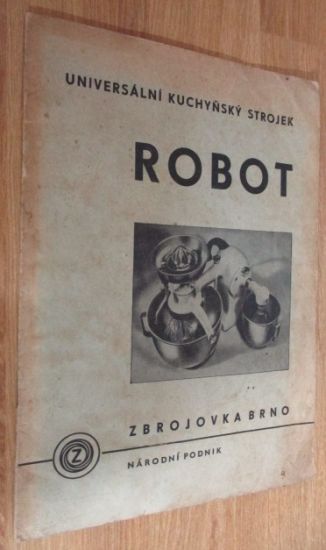 UNIVERSÁLNÍ KUCHYŇSKÝ STROJEK
ROBOT
ZBROJOVKA BRNO
Z
NÁRODNÍ PODNIK